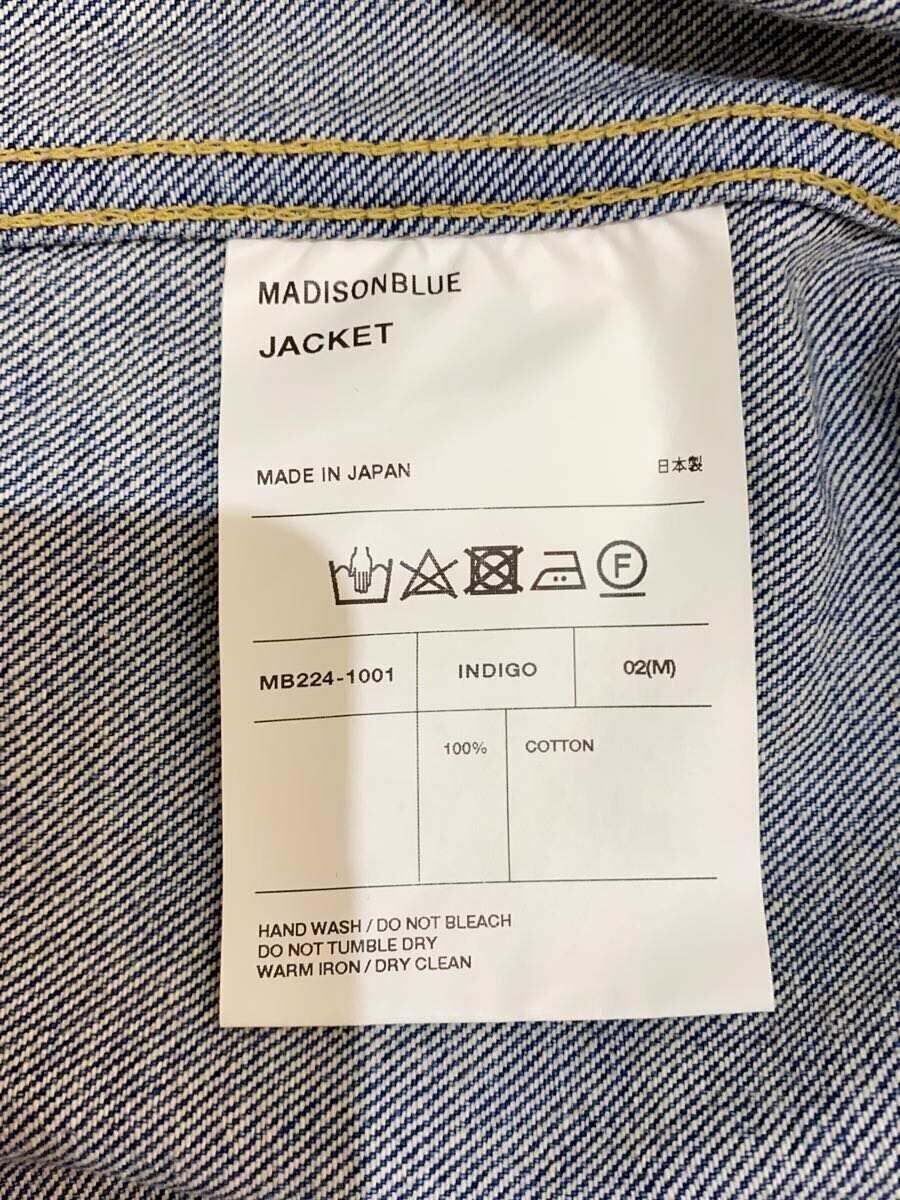 MADISONBLUE
JACKET
MADE IN JAPAN 日本製
F
MB224-1001 INDIGO 02(M)
100% COTTON
HAND WASH / DO NOT BLEACH
DO NOT TUMBLE DRY
WARM IRON / DRY CLEAN